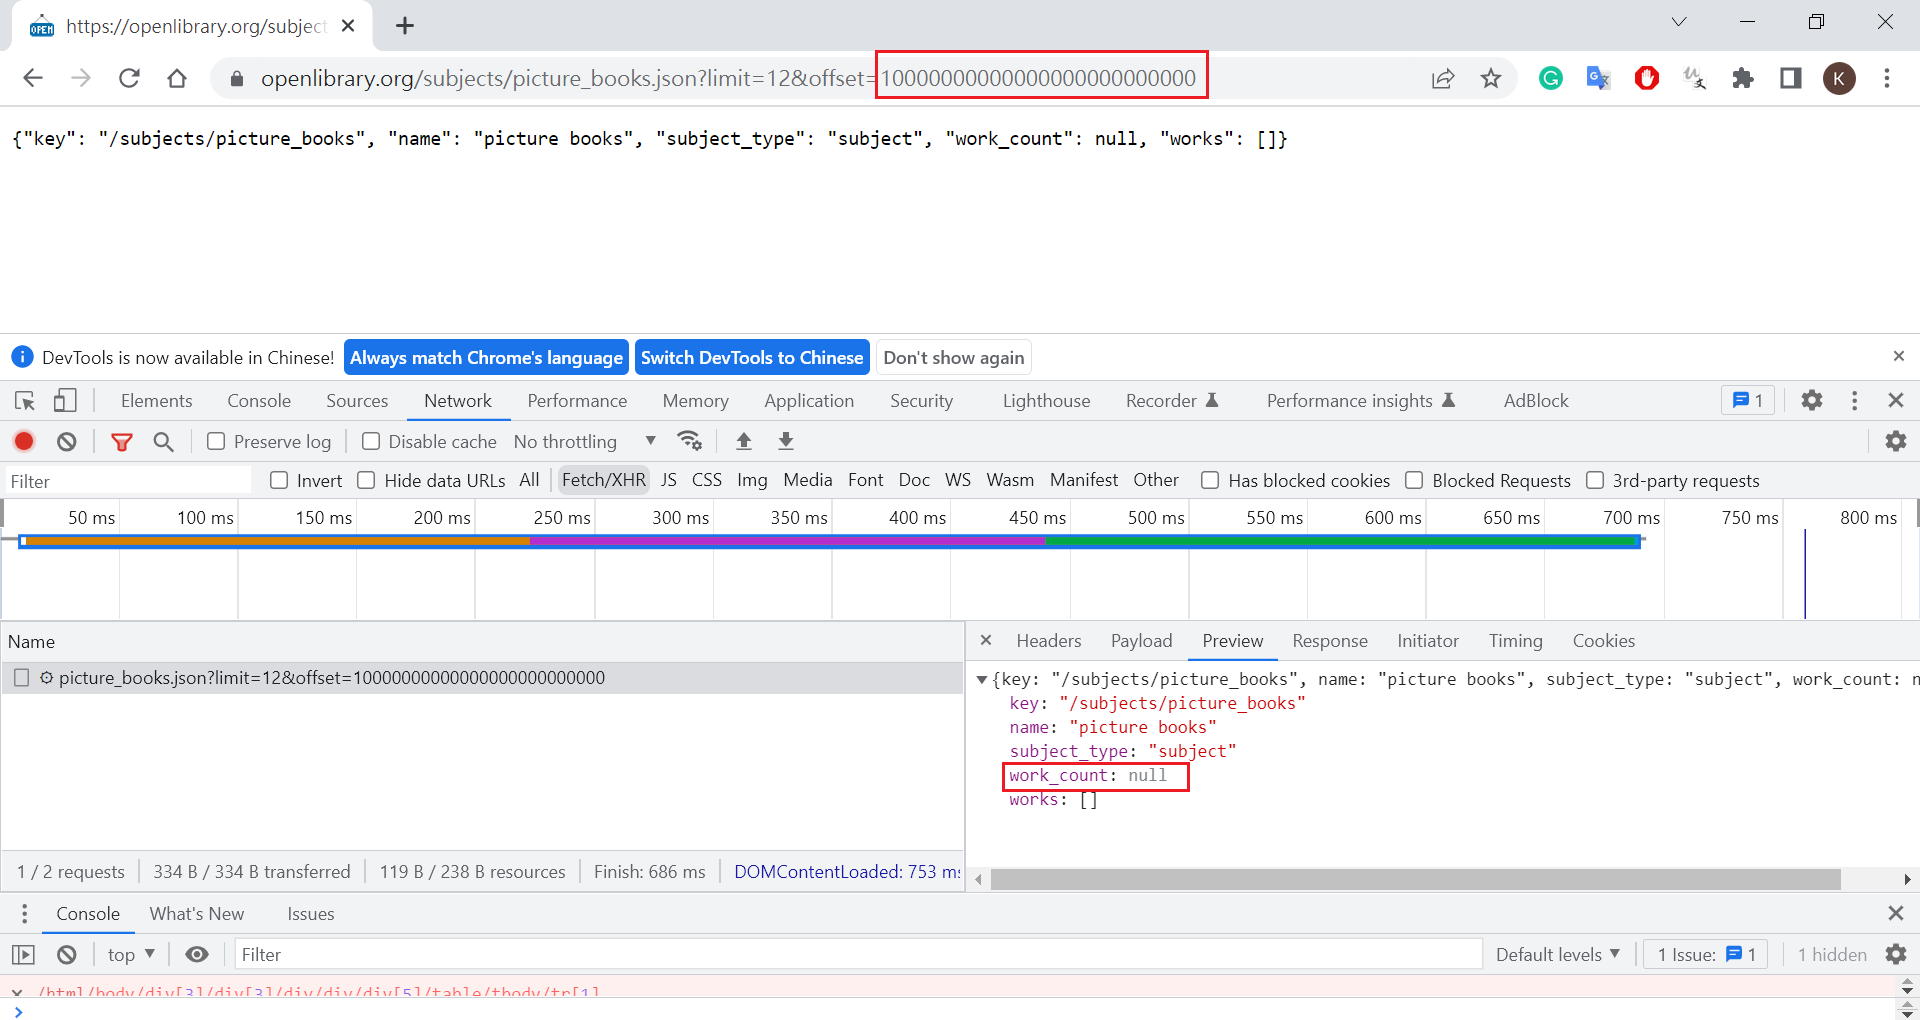 https://openlibrary.org/subject
openlibrary.org/subjects/picture_books.json?limit=12&offset=10000000000000000000000000
K
{"key": "/subjects/picture_books", "name": "picture books", "subject_type": "subject", "work_count": null, "works": []}
DevTools is now available in Chinese! Always match Chrome's language Switch DevTools to Chinese Don't show again
Elements Console Sources Network Performance Memory Application Security Lighthouse Recorder Performance insights AdBlock 1
Preserve log Disable cache No throttling
Filter Invert Hide data URLs All Fetch/XHR JS CSS Img Media Font Doc WS Wasm Manifest Other Has blocked cookies Blocked Requests 3rd-party requests
50 ms 100 ms 150 ms 200 ms 250 ms 300 ms 350 ms 400 ms 450 ms 500 ms 550 ms 600 ms 650 ms 700 ms 750 ms 800 ms
Name
picture_books.json?limit=12&offset=10000000000000000000000000
Headers Payload Preview Response Initiator Timing Cookies
{key: "/subjects/picture_books", name: "picture books", subject_type: "subject", work_count: n
key: "/subjects/picture_books"
name: "picture books"
subject_type: "subject"
work_count: null
works: []
1 / 2 requests 334 B / 334 B transferred 119 B / 238 B resources Finish: 686 ms DOMContentLoaded: 753 ms
Console What's New Issues
top Filter Default levels 1 Issue: 1 1 hidden
/html/body/div[3]/div[3]/div/div/div[5]/table/tbody/tr[1]